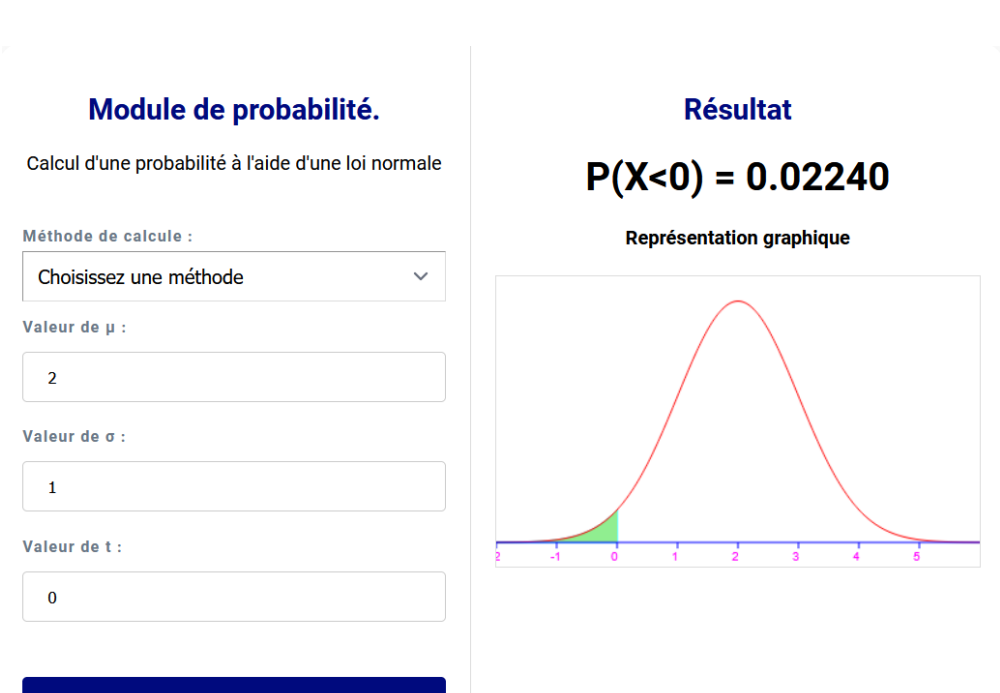 Module de probabilité.
Calcul d'une probabilité à l'aide d'une loi normale
Méthode de calcule :
Choisissez une méthode
Valeur de μ :
2
Valeur de σ :
1
Valeur de t :
0
Résultat
P(X<0) = 0.02240
Représentation graphique
2 -1 0 1 2 3 4 5